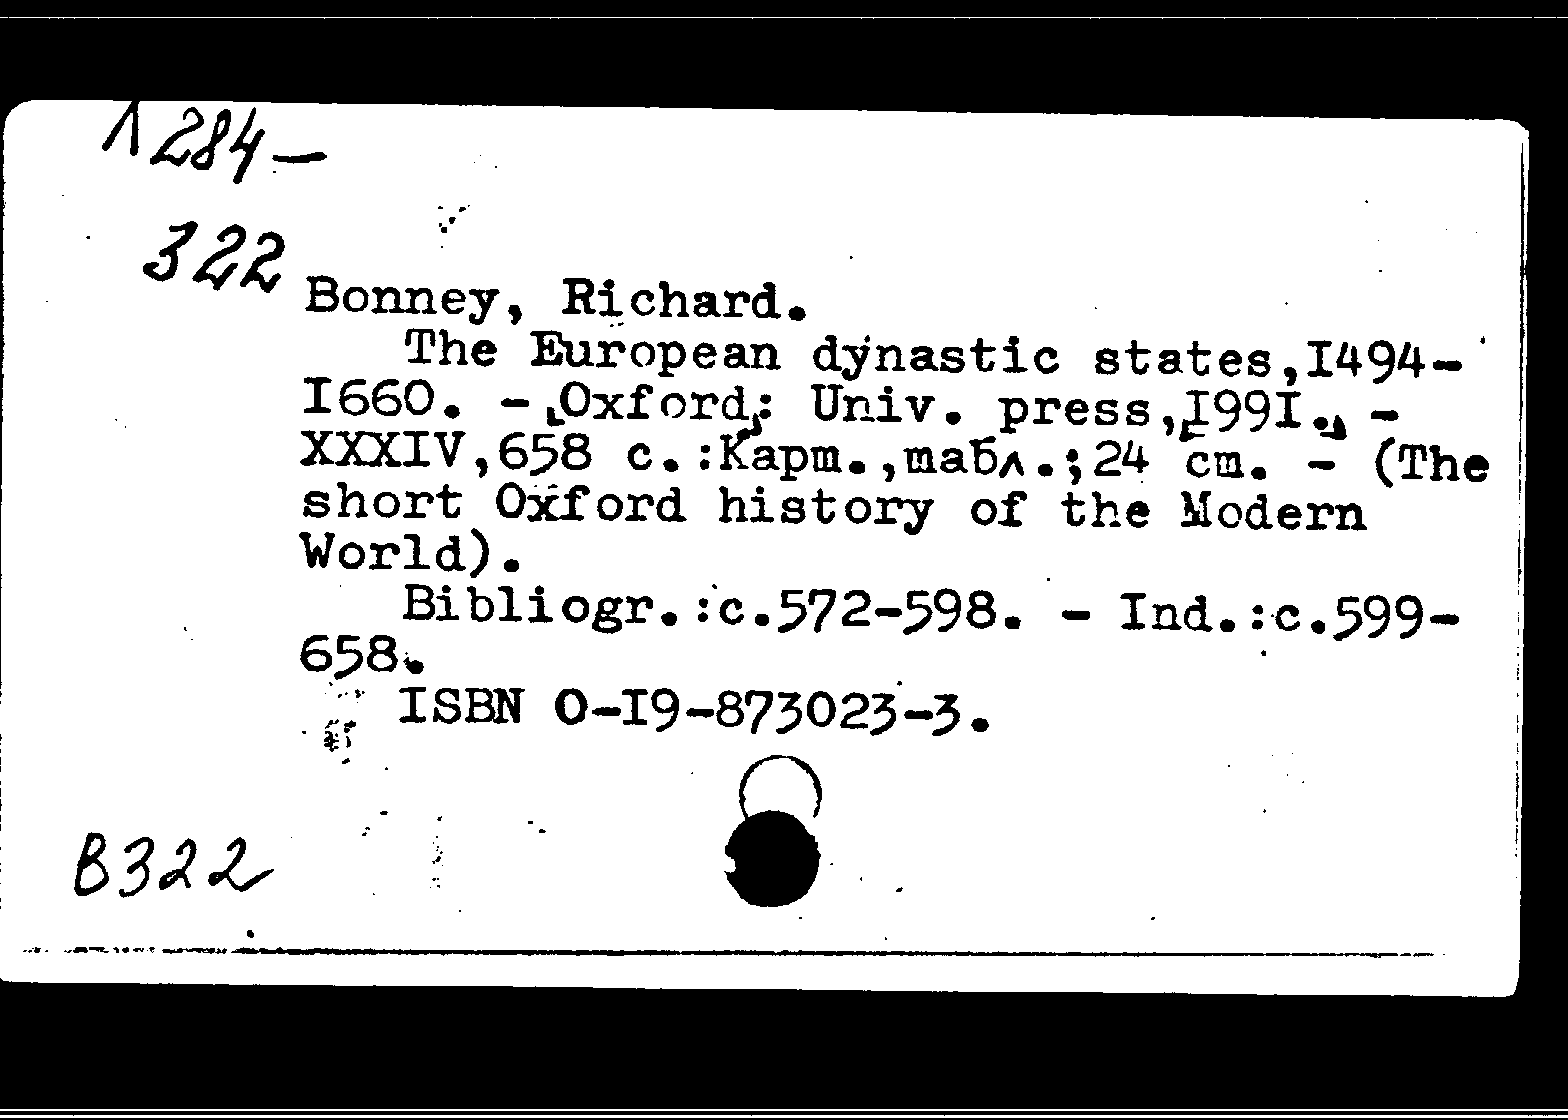 Л 284-
322
Bonney, Richard.
The European dynastic states,I494-
I660. - [Oxford]: Univ. press,[I99I.] -
XXXIV,658 c.:Карт.,табл.;24 cm. - (The
short Oxford history of the Modern
World).
Bibliogr.:c.572-598. - Ind.:c.599-
658.
ISBN 0-I9-873023-3.
B322